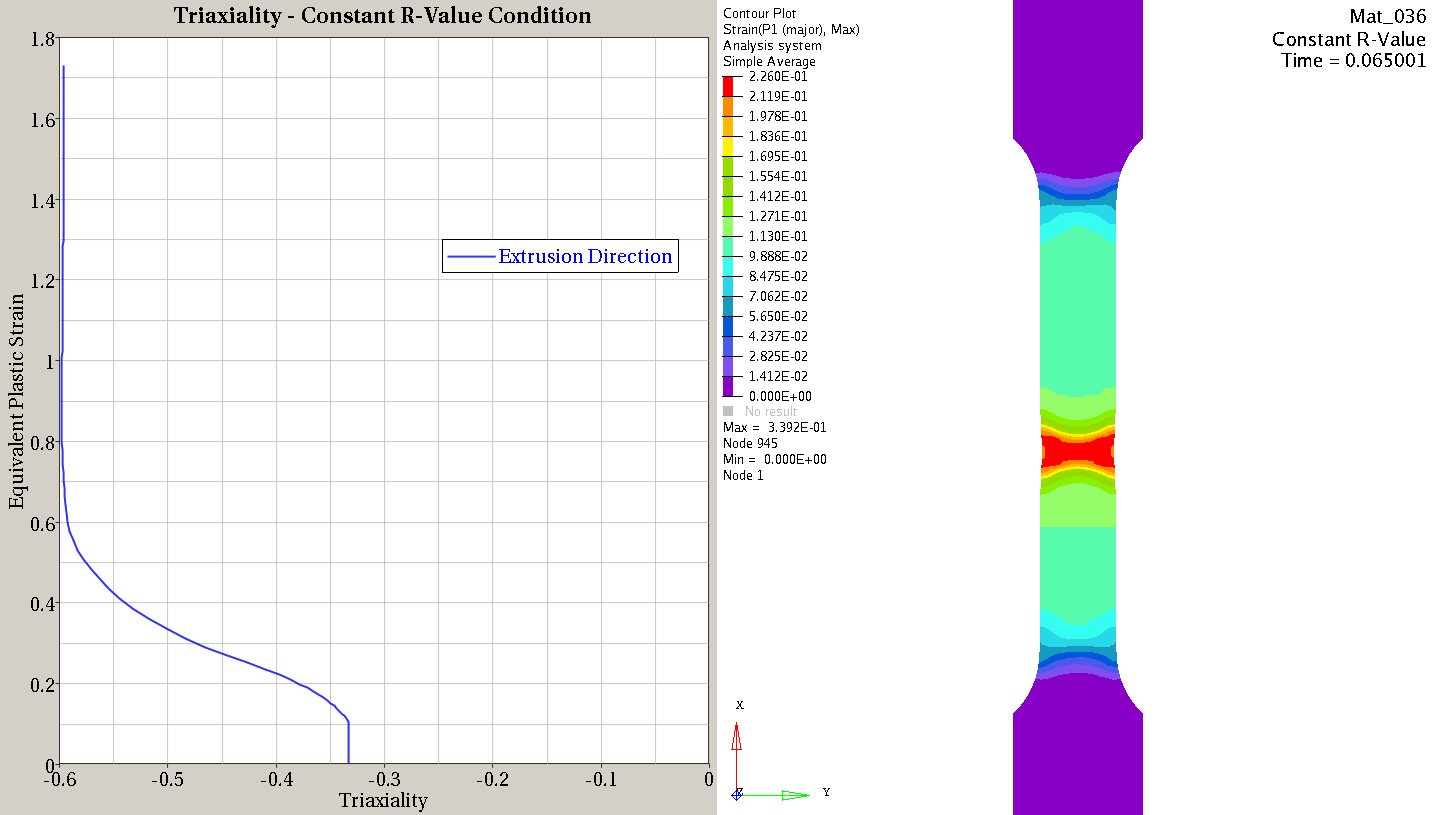 Triaxiality - Constant R-Value Condition
Equivalent Plastic Strain
1.8
1.6
1.4
1.2
1
0.8
0.6
0.4
0.2
0
-0.6
-0.5
-0.4
-0.3
-0.2
-0.1
0
Triaxiality
Extrusion Direction
Contour Plot
Strain(P1 (major), Max)
Analysis system
Simple Average
2.260E-01
2.119E-01
1.978E-01
1.836E-01
1.695E-01
1.554E-01
1.412E-01
1.271E-01
1.130E-01
9.888E-02
8.475E-02
7.062E-02
5.650E-02
4.237E-02
2.825E-02
1.412E-02
0.000E+00
No result
Max = 3.392E-01
Node 945
Min = 0.000E+00
Node 1
X
Z
Y
Mat_036
Constant R-Value
Time = 0.065001